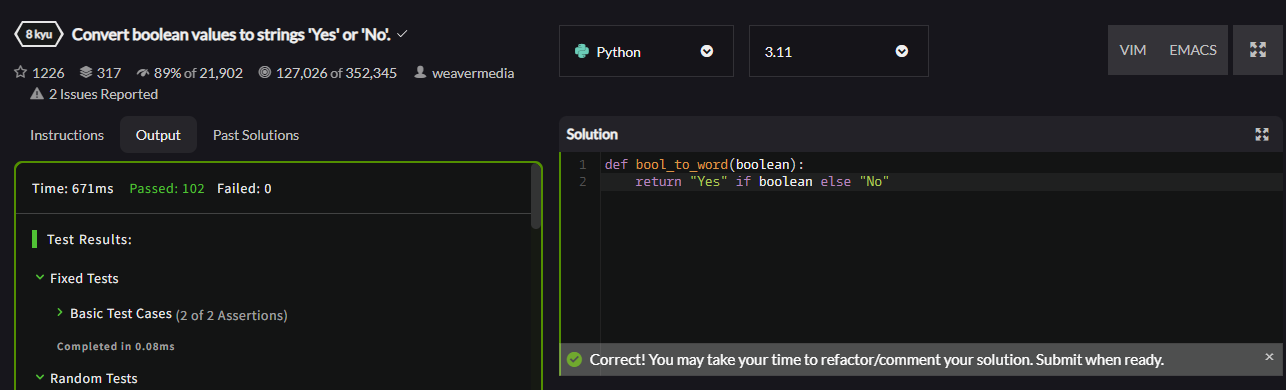 8 kyu Convert boolean values to strings 'Yes' or 'No'.
1226 317 89% of 21,902 127,026 of 352,345 weavermedia
2 Issues Reported
Python 3.11 VIM EMACS
Instructions Output Past Solutions
Time: 671ms Passed: 102 Failed: 0
Test Results:
Fixed Tests
Basic Test Cases (2 of 2 Assertions)
Completed in 0.08ms
Random Tests
Solution
1 def bool_to_word(boolean):
2     return "Yes" if boolean else "No"
Correct! You may take your time to refactor/comment your solution. Submit when ready.